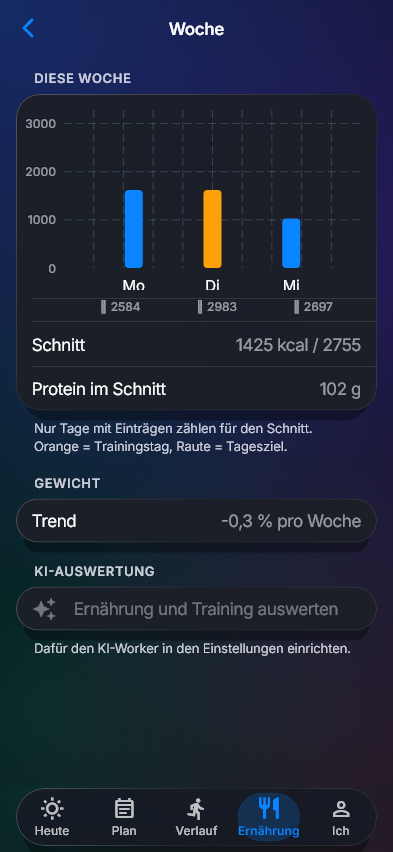 Woche
DIESE WOCHE
3000
2000
1000
0
Mo Di Mi
2584 2983 2697
Schnitt 1425 kcal / 2755
Protein im Schnitt 102 g
Nur Tage mit Einträgen zählen für den Schnitt.
Orange = Trainingstag, Raute = Tagesziel.
GEWICHT
Trend -0,3 % pro Woche
KI-AUSWERTUNG
Ernährung und Training auswerten
Dafür den KI-Worker in den Einstellungen einrichten.
Heute Plan Verlauf Ernährung Ich